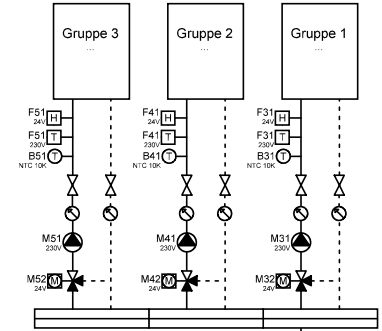 Gruppe 3
...
Gruppe 2
...
Gruppe 1
...
F51
24V
H
F41
24V
H
F31
24V
H
F51
230V
T
F41
230V
T
F31
230V
T
B51
NTC 10K
T
B41
NTC 10K
T
B31
NTC 10K
T
M51
230V
M41
230V
M31
230V
M52
24V
M
M42
24V
M
M32
24V
M